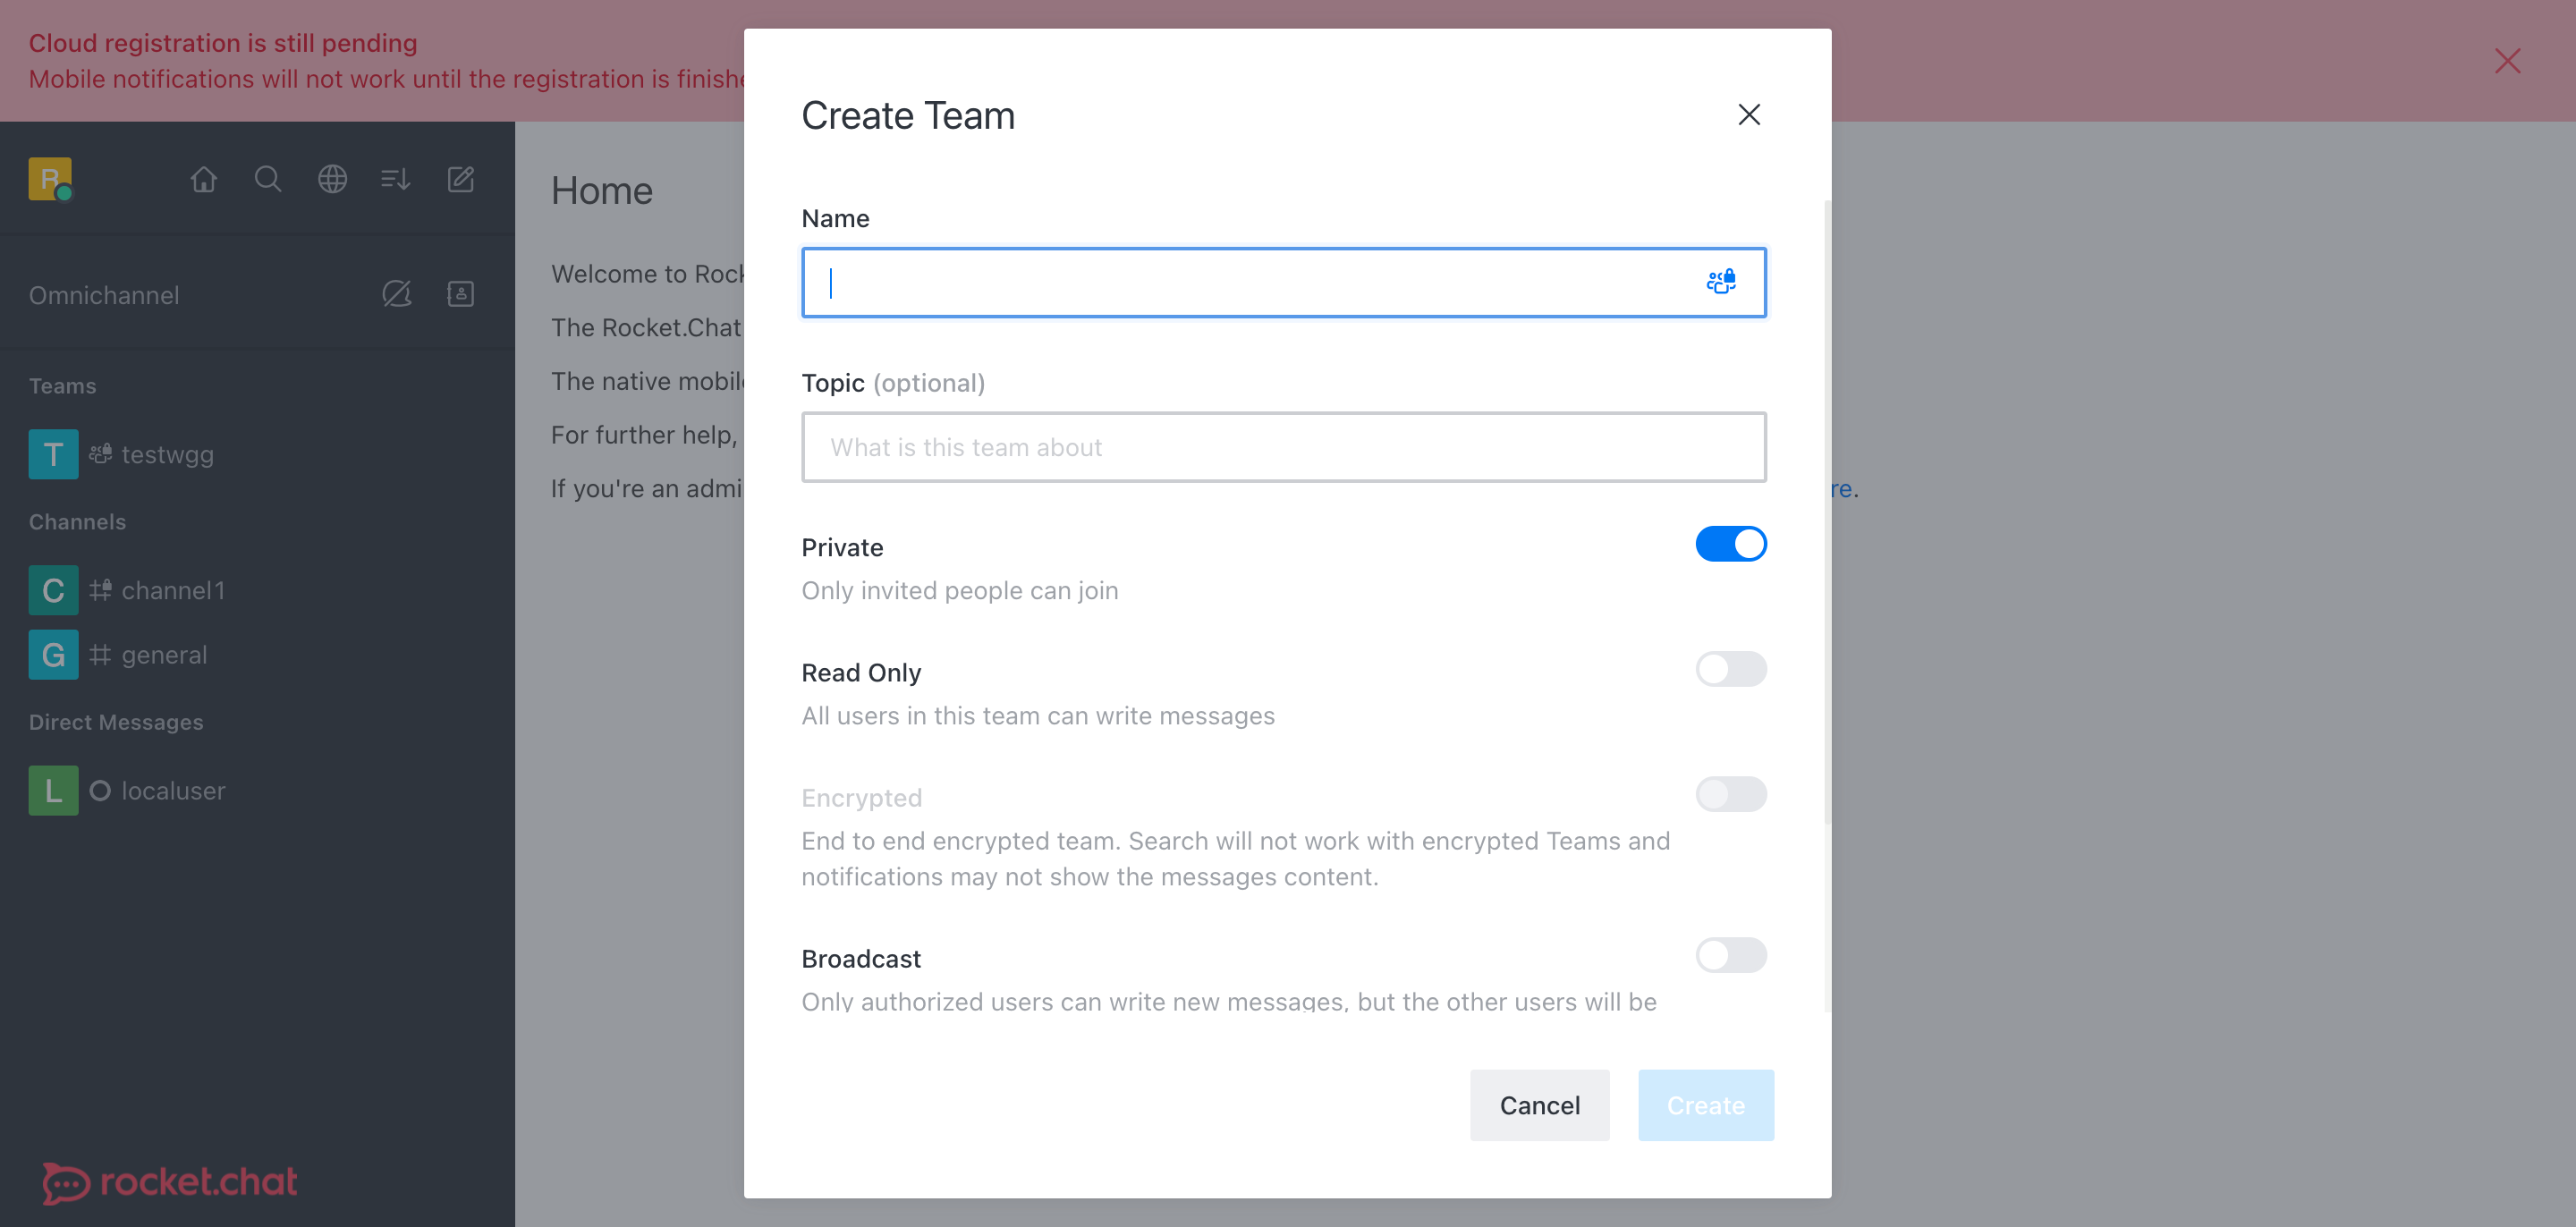 Cloud registration is still pending
Mobile notifications will not work until the registration is
R
Omnichannel
Teams
T testwgg
Channels
C channel1
G general
Direct Messages
L localuser
rocket.chat
Home
Welcome to
The Rocket.Chat
The native
For further help,
If you're an
re.
Create Team
Name
Topic (optional)
What is this team about
Private
Only invited people can join
Read Only
All users in this team can write messages
Encrypted
End to end encrypted team. Search will not work with encrypted Teams and
notifications may not show the messages content.
Broadcast
Only authorized users can write new messages, but the other users will be
Cancel
Create